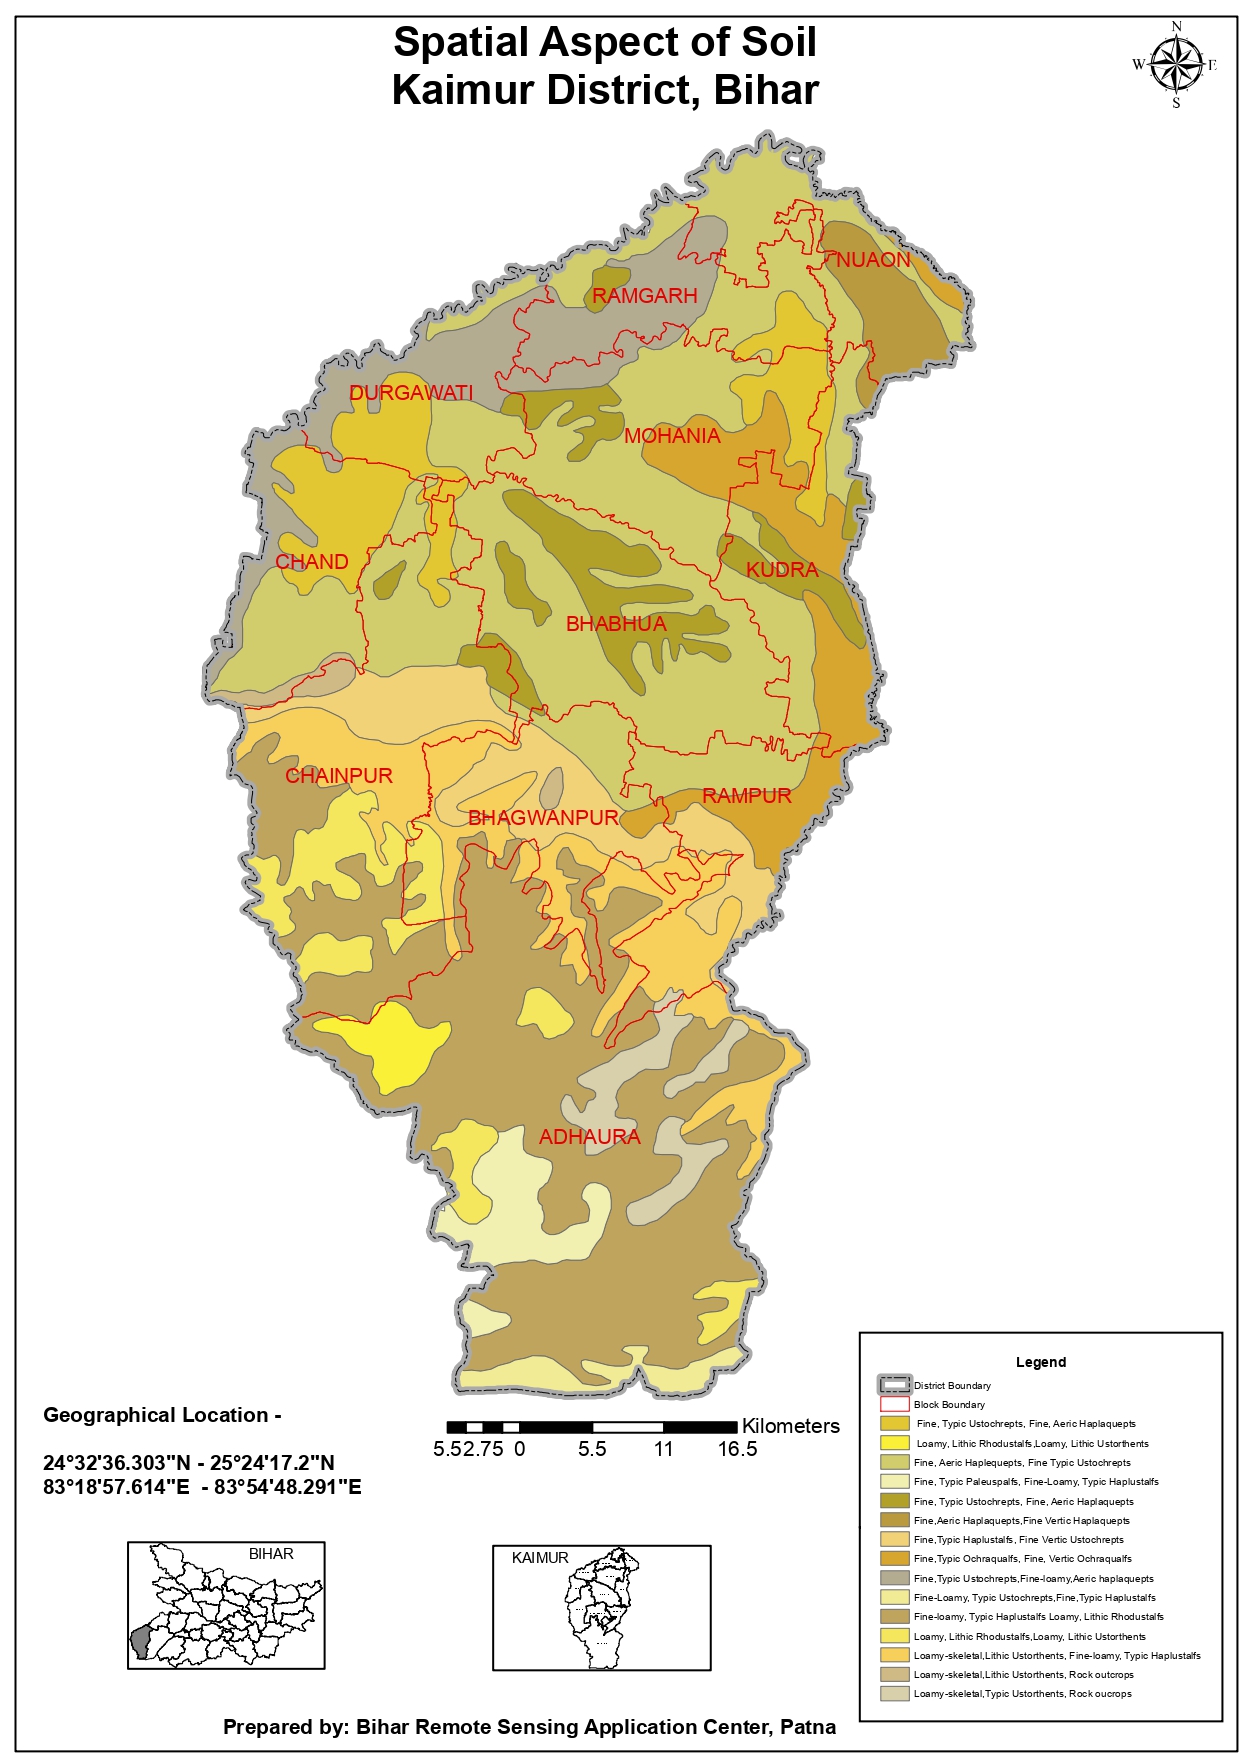 Spatial Aspect of Soil
Kaimur District, Bihar
N
W
E
S
NUAON
RAMGARH
DURGAWATI
MOHANIA
CHAND
KUDRA
BHABHUA
CHAINPUR
RAMPUR
BHAGWANPUR
ADHAURA
Geographical Location -
24°32'36.303"N - 25°24'17.2"N
83°18'57.614"E - 83°54'48.291"E
Kilometers
5.52.75 0 5.5 11 16.5
BIHAR
KAIMUR
Legend
District Boundary
Block Boundary
Fine, Typic Ustochrepts, Fine, Aeric Haplaquepts
Loamy, Lithic Rhodustalfs,Loamy, Lithic Ustorthents
Fine, Aeric Haplequepts, Fine Typic Ustochrepts
Fine, Typic Paleuspalfs, Fine-Loamy, Typic Haplustalfs
Fine, Typic Ustochrepts, Fine, Aeric Haplaquepts
Fine,Aeric Haplaquepts,Fine Vertic Haplaquepts
Fine,Typic Haplustalfs, Fine Vertic Ustochrepts
Fine,Typic Ochraqualfs, Fine, Vertic Ochraqualfs
Fine,Typic Ustochrepts,Fine-loamy,Aeric haplaquepts
Fine-Loamy, Typic Ustochrepts,Fine,Typic Haplustalfs
Fine-loamy, Typic Haplustalfs Loamy, Lithic Rhodustalfs
Loamy, Lithic Rhodustalfs,Loamy, Lithic Ustorthents
Loamy-skeletal,Lithic Ustorthents, Fine-loamy, Typic Haplustalfs
Loamy-skeletal,Lithic Ustorthents, Rock outcrops
Loamy-skeletal,Typic Ustorthents, Rock oucrops
Prepared by: Bihar Remote Sensing Application Center, Patna